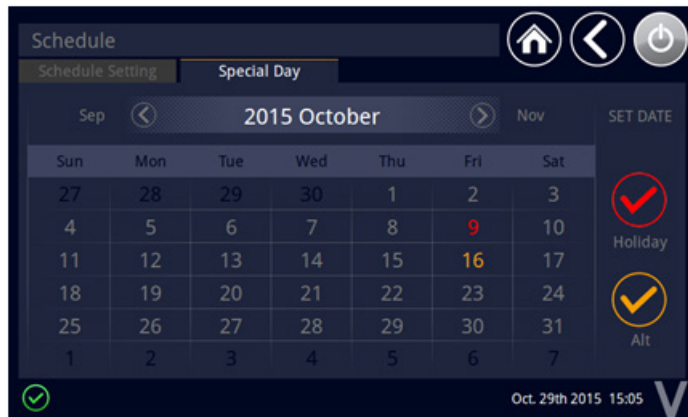 Schedule
Schedule Setting Special Day
Sep 2015 October Nov SET DATE
Sun Mon Tue Wed Thu Fri Sat
27 28 29 30 1 2 3
4 5 6 7 8 9 10
Holiday
11 12 13 14 15 16 17
18 19 20 21 22 23 24
25 26 27 28 29 30 31
Alt
1 2 3 4 5 6 7
Oct. 29th 2015 15:05 V